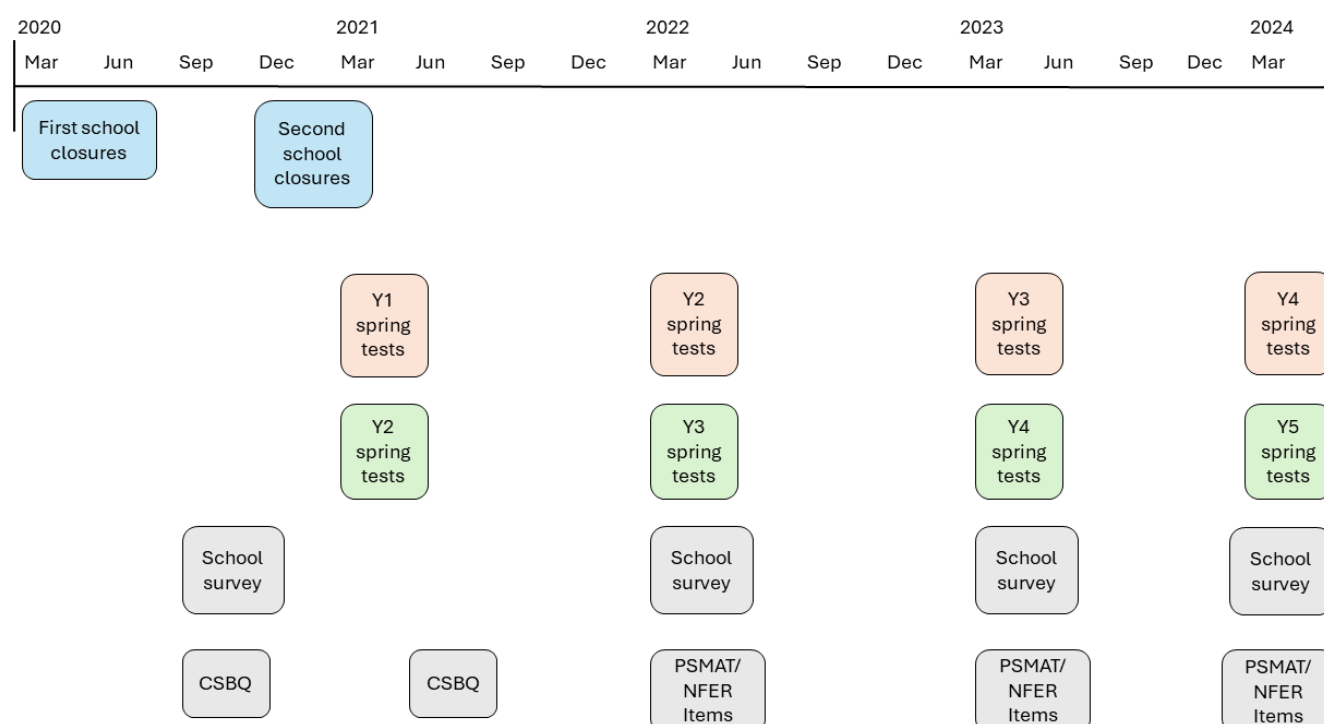 2020 2021 2022 2023 2024
Mar Jun Sep Dec Mar Jun Sep Dec Mar Jun Sep Dec Mar Jun Sep Dec Mar
First school
closures
Second
school
closures
Y1
spring
tests
Y2
spring
tests
Y3
spring
tests
Y4
spring
tests
Y2
spring
tests
Y3
spring
tests
Y4
spring
tests
Y5
spring
tests
School
survey
School
survey
School
survey
School
survey
CSBQ
CSBQ
PSMAT/
NFER
Items
PSMAT/
NFER
Items
PSMAT/
NFER
Items